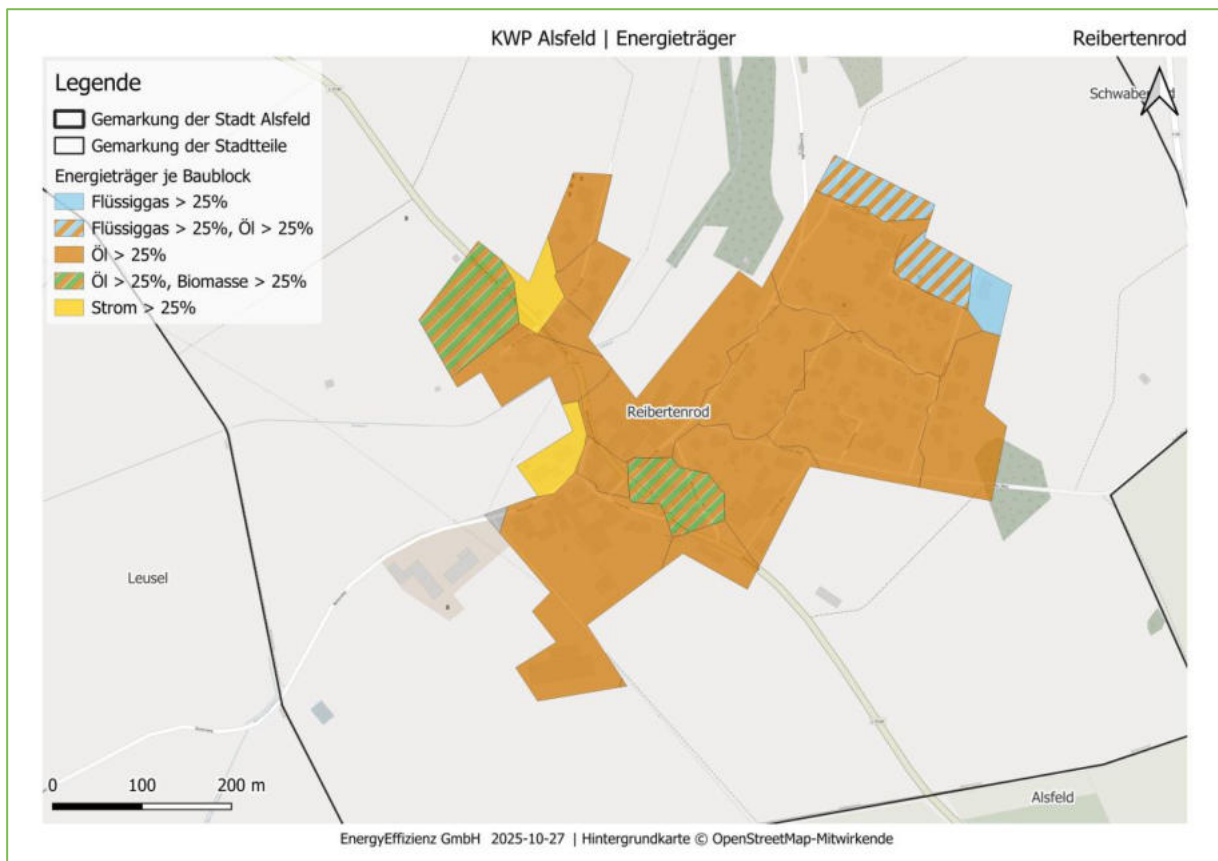 KWP Alsfeld | Energieträger
Reibertenrod
Legende
Gemarkung der Stadt Alsfeld
Gemarkung der Stadtteile
Energieträger je Baublock
Flüssiggas > 25%
Flüssiggas > 25%, Öl > 25%
Öl > 25%
Öl > 25%, Biomasse > 25%
Strom > 25%
Reibertenrod
Leusel
Alsfeld
0 100 200 m
EnergyEffizienz GmbH 2025-10-27 | Hintergrundkarte © OpenStreetMap-Mitwirkende